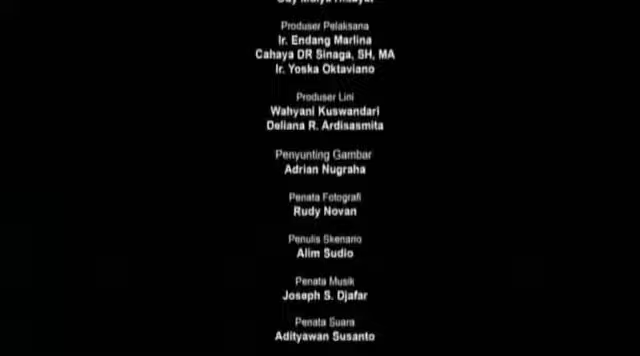 Produser Pelaksana
Ir. Endang Marlina
Cahaya DR Sinaga, SH, MA
Ir. Yoska Oktaviano
Produser Lini
Wahyani Kuswandari
Deliana R. Ardisasmita
Penyunting Gambar
Adrian Nugraha
Penata Fotografi
Rudy Novan
Penulis Skenario
Alim Sudio
Penata Musik
Joseph S. Djafar
Penata Suara
Adityawan Susanto